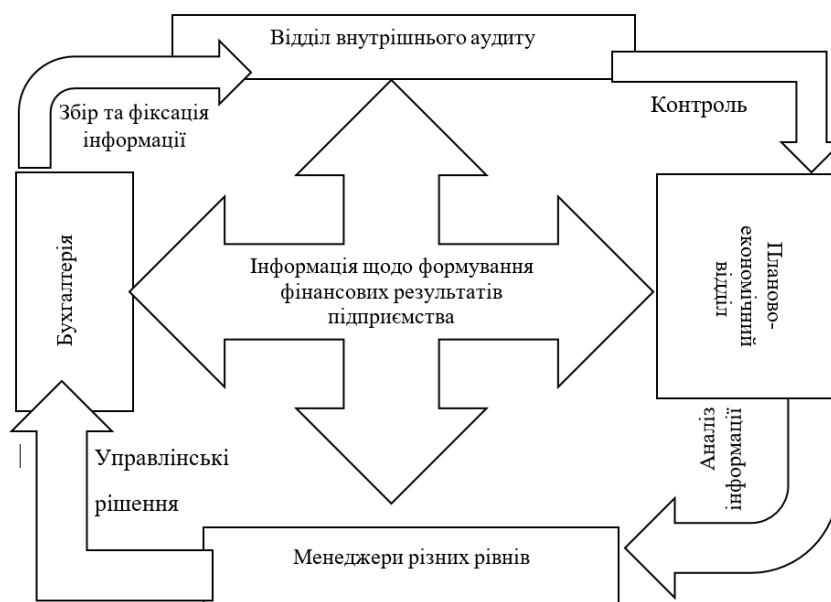 Відділ внутрішнього аудиту
Збір та фіксація
інформації
Контроль
Бухгалтерія
Інформація щодо формування
фінансових результатів
підприємства
Планово-
економічний
відділ
Управлінські
рішення
Аналіз
інформації
Менеджери різних рівнів